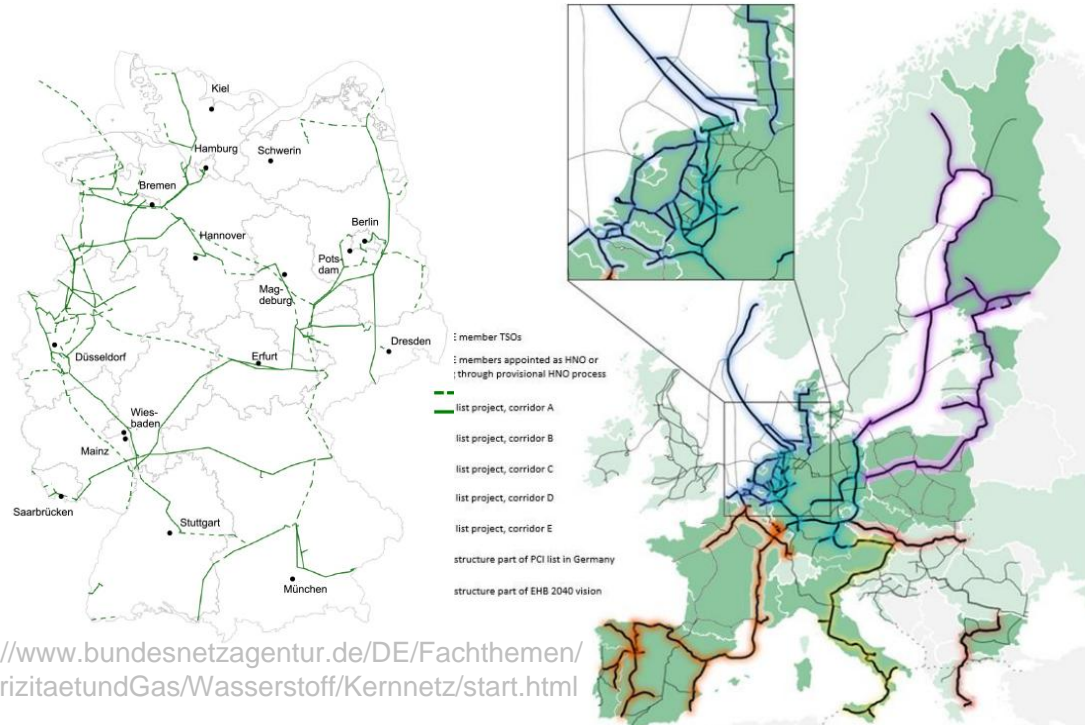 Kiel
Hamburg
Schwerin
Bremen
Berlin
Hannover
Pots-
dam
Mag-
deburg
Dresden
Düsseldorf
Erfurt
Wies-
baden
Mainz
Saarbrücken
Stuttgart
München
E member TSOs
E members appointed as HNO or
through provisional HNO process
list project, corridor A
list project, corridor B
list project, corridor C
list project, corridor D
list project, corridor E
structure part of PCI list in Germany
structure part of EHB 2040 vision
//www.bundesnetzagentur.de/DE/Fachthemen/
rizitaetundGas/Wasserstoff/Kernnetz/start.html